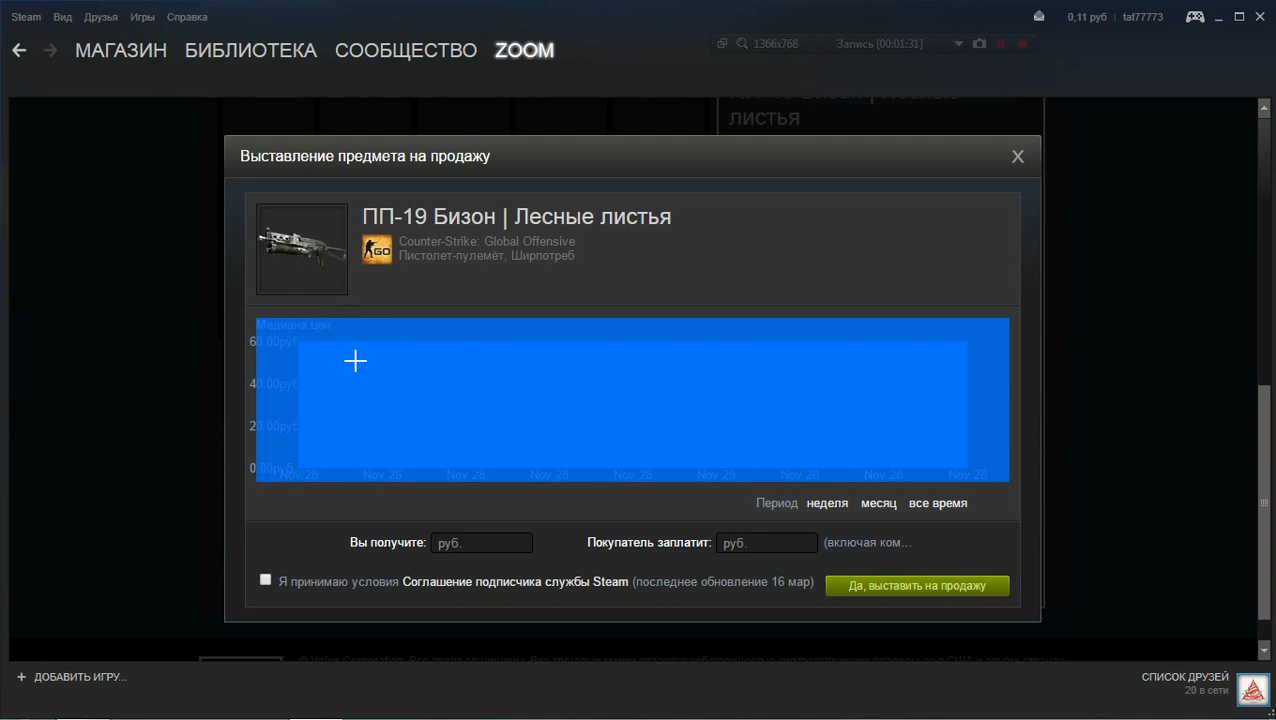 Steam Вид Друзья Игры Справка
0,11 руб tat77773
МАГАЗИН БИБЛИОТЕКА СООБЩЕСТВО ZOOM
1366x768 Запись [00:01:31]
ЛИСТЬЯ
Выставление предмета на продажу
ПП-19 Бизон | Лесные листья
GO
Counter-Strike: Global Offensive
Пистолет-пулемёт, Ширпотреб
Медиана цен
60.00руб
40.00руб
20.00руб
0.00руб
Nov 28 Nov 28 Nov 28 Nov 28 Nov 28 Nov 28 Nov 28 Nov 28 Nov 28
Период неделя месяц все время
Вы получите: руб. Покупатель заплатит: руб. (включая ком...
Я принимаю условия Соглашение подписчика службы Steam (последнее обновление 16 мар) Да, выставить на продажу
+ ДОБАВИТЬ ИГРУ...
СПИСОК ДРУЗЕЙ
20 в сети